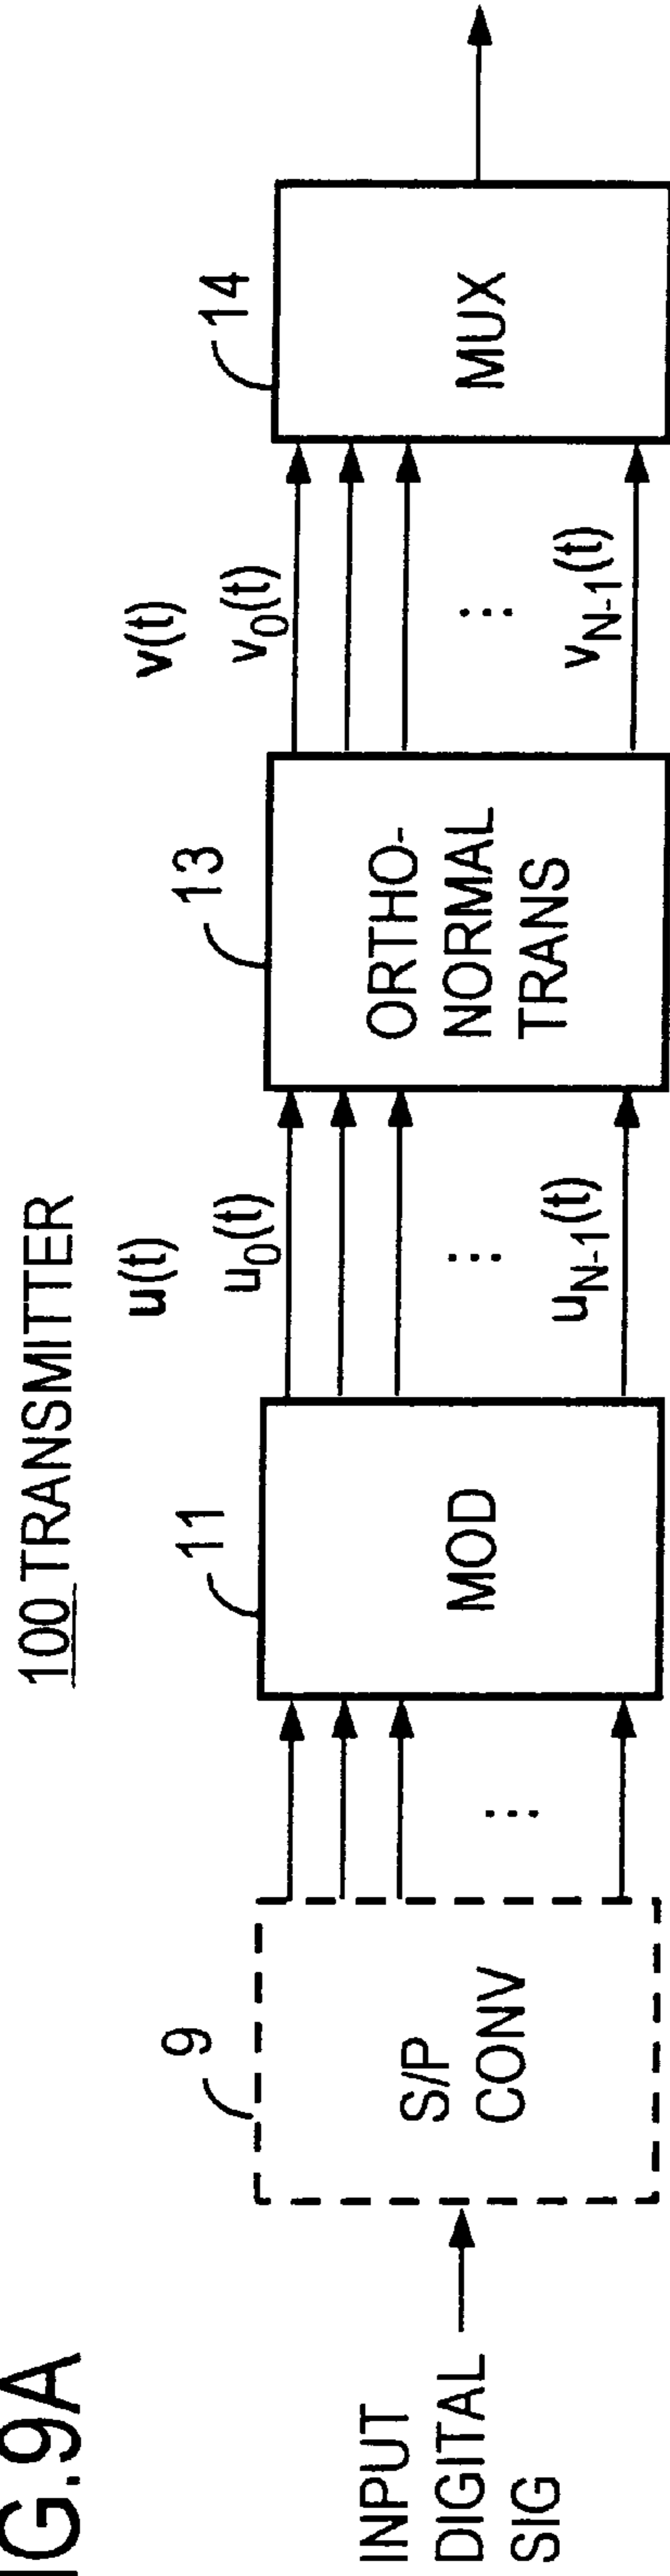 IG.9A
100 TRANSMITTER
INPUT
DIGITAL
SIG
9
S/P
CONV
⋮
11
MOD
u(t)
u0(t)
⋮
uN-1(t)
13
ORTHO-
NORMAL
TRANS
v(t)
v0(t)
⋮
vN-1(t)
14
MUX